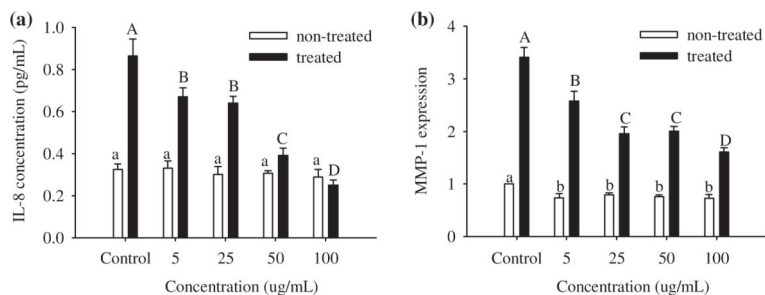 (a)
1.0
0.8
0.6
0.4
0.2
0.0
IL-8 concentration (pg/mL)
non-treated
treated
A
B
B
C
D
a
a
a
a
a
Control 5 25 50 100
Concentration (ug/mL)
(b)
4
3
2
1
0
MMP-1 expression
non-treated
treated
A
B
C
C
D
a
b
b
b
b
Control 5 25 50 100
Concentration (ug/mL)